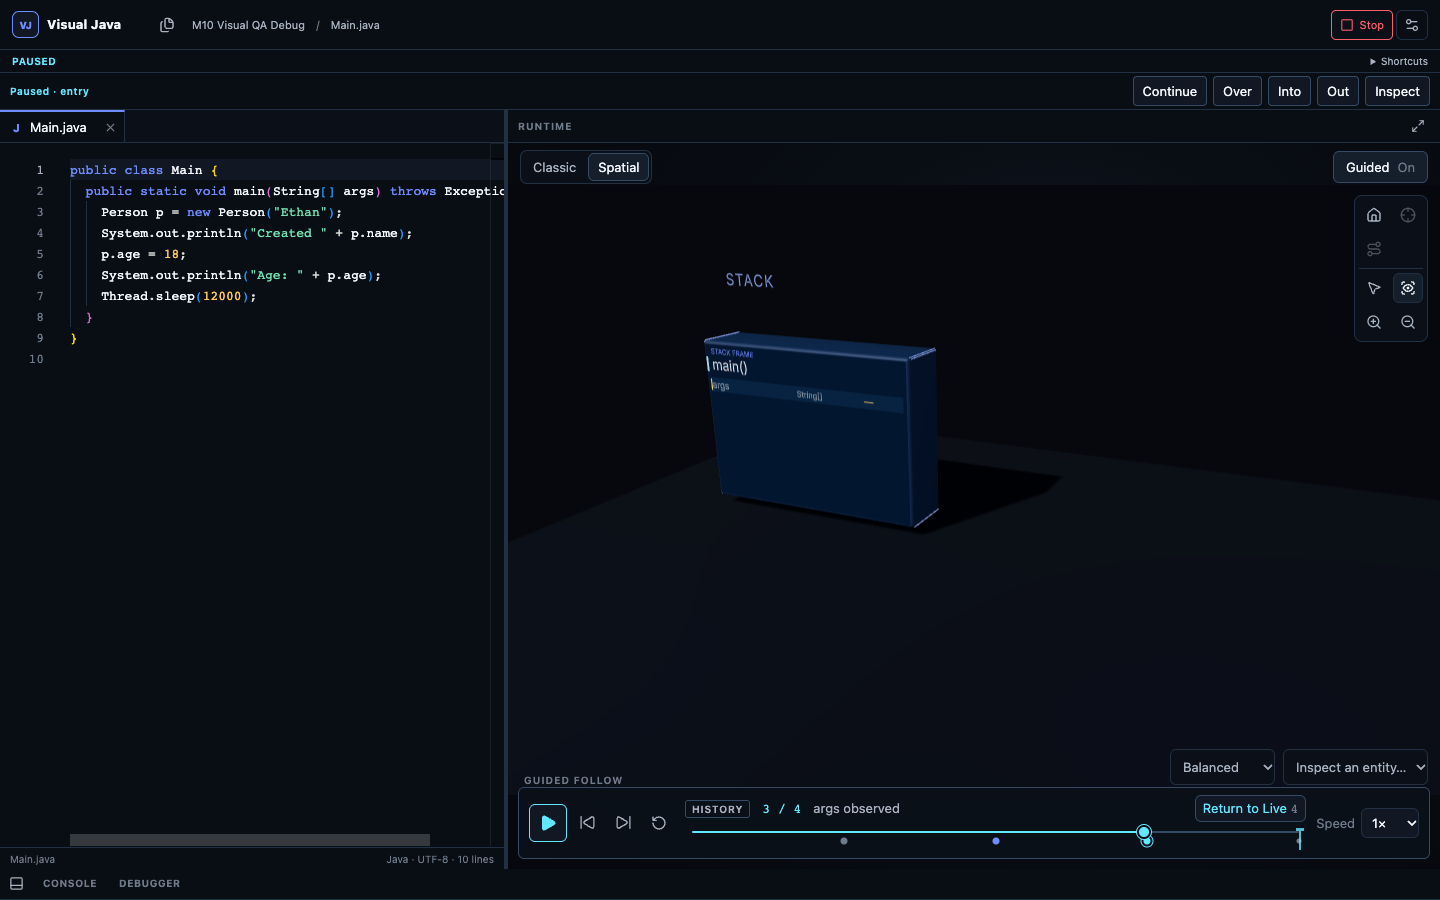 VJ Visual Java
M10 Visual QA Debug / Main.java
Stop
PAUSED
Shortcuts
Paused · entry
Continue Over Into Out Inspect
J Main.java
RUNTIME
Classic Spatial
Guided On
1 public class Main {
2 public static void main(String[] args) throws Exceptio
3 Person p = new Person("Ethan");
4 System.out.println("Created " + p.name);
5 p.age = 18;
6 System.out.println("Age: " + p.age);
7 Thread.sleep(12000);
8 }
9 }
10
STACK
STACK FRAME
main()
args String[] —
Balanced
Inspect an entity...
GUIDED FOLLOW
HISTORY 3 / 4 args observed
Return to Live 4
Speed 1×
Main.java
Java · UTF-8 · 10 lines
CONSOLE DEBUGGER